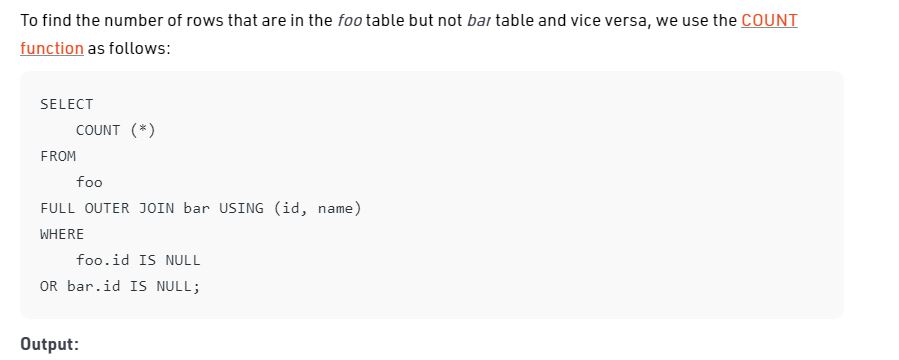 To find the number of rows that are in the foo table but not bar table and vice versa, we use the COUNT
function as follows:
SELECT
    COUNT (*)
FROM
    foo
FULL OUTER JOIN bar USING (id, name)
WHERE
    foo.id IS NULL
OR bar.id IS NULL;
Output: